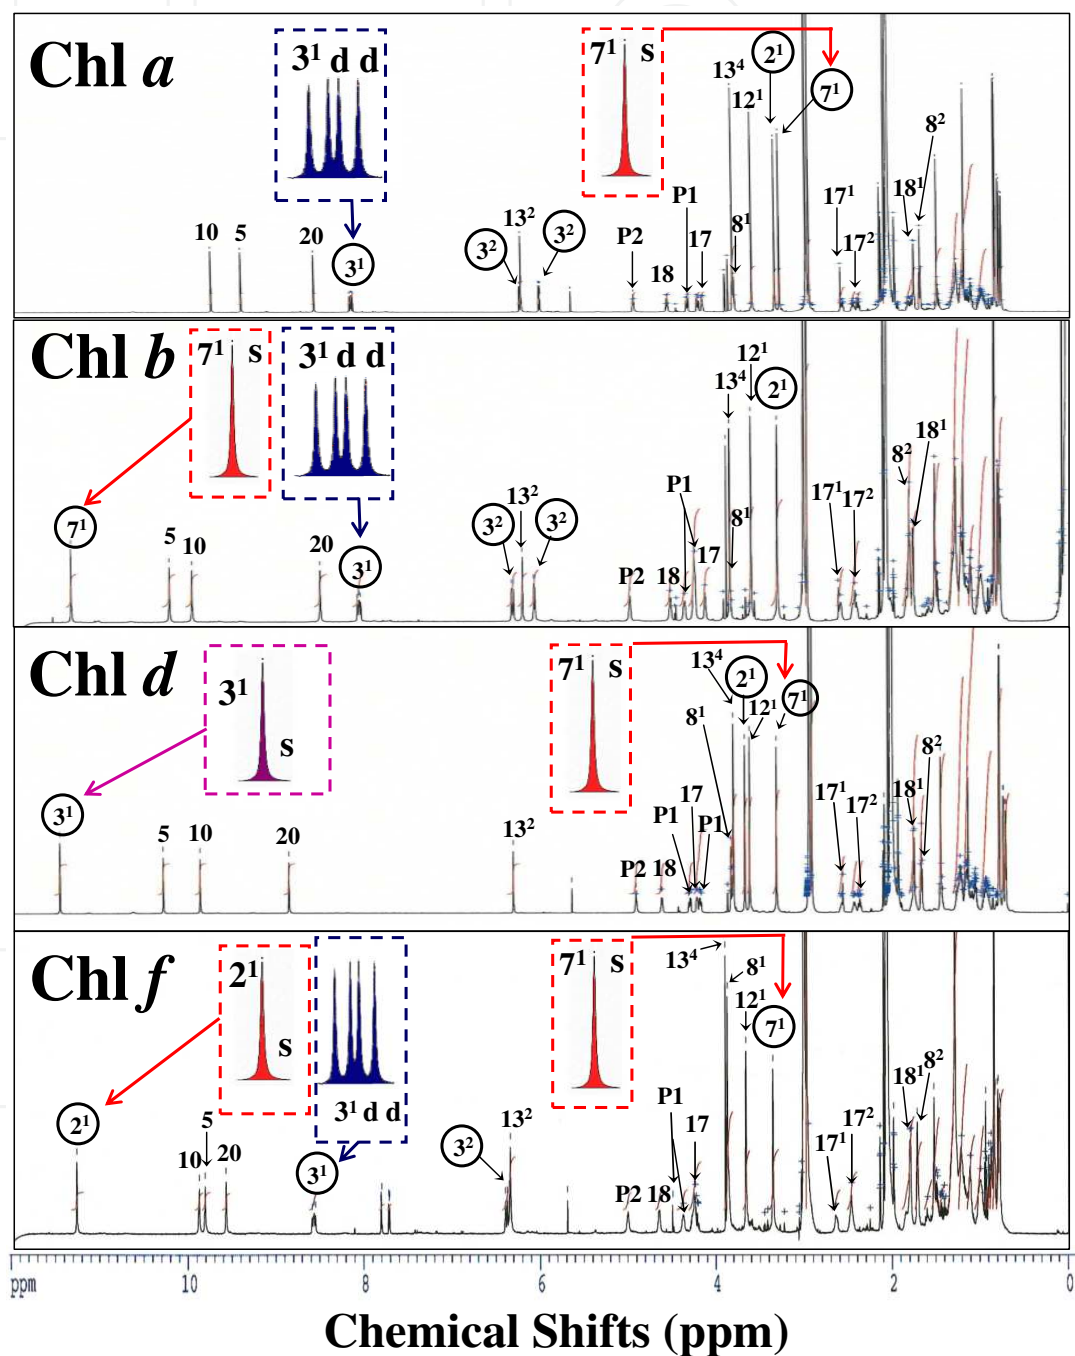 Chl a
3¹ d d
7¹ s
13⁴ 2¹
12¹ 7¹
8²
10 5 20 3¹
3² 13² 3²
P2 18 P1 17 8¹
17¹ 17² 18¹
Chl b
7¹ s
3¹ d d
12¹
13⁴ 2¹
7¹ 5 10 20 3¹
3² 13² 3²
P2 18 P1 17 8¹
17¹ 17² 8² 18¹
Chl d
3¹
s
7¹ s
13⁴ 2¹ 12¹ 7¹
8¹
3¹ 5 10 20 13²
P2 18 P1 17 P1
17¹ 17² 18¹ 8²
Chl f
2¹
s
3¹ d d
7¹ s
13⁴ 8¹
12¹ 7¹
2¹ 10 5 20 3¹
3² 13²
P2 18 P1 17
17¹ 17² 18¹ 8²
ppm 10 8 6 4 2 0
Chemical Shifts (ppm)